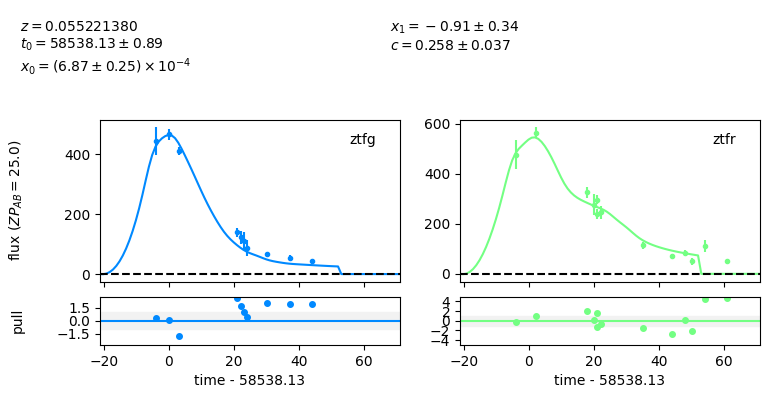 z = 0.055221380
t₀ = 58538.13 ± 0.89
x₀ = (6.87 ± 0.25) × 10⁻⁴
x₁ = −0.91 ± 0.34
c = 0.258 ± 0.037
flux (ZP_AB = 25.0)
400
200
0
ztfg
600
400
200
0
ztfr
pull
1.5
0.0
−1.5
−20 0 20 40 60
time - 58538.13
4
2
0
−2
−4
−20 0 20 40 60
time - 58538.13